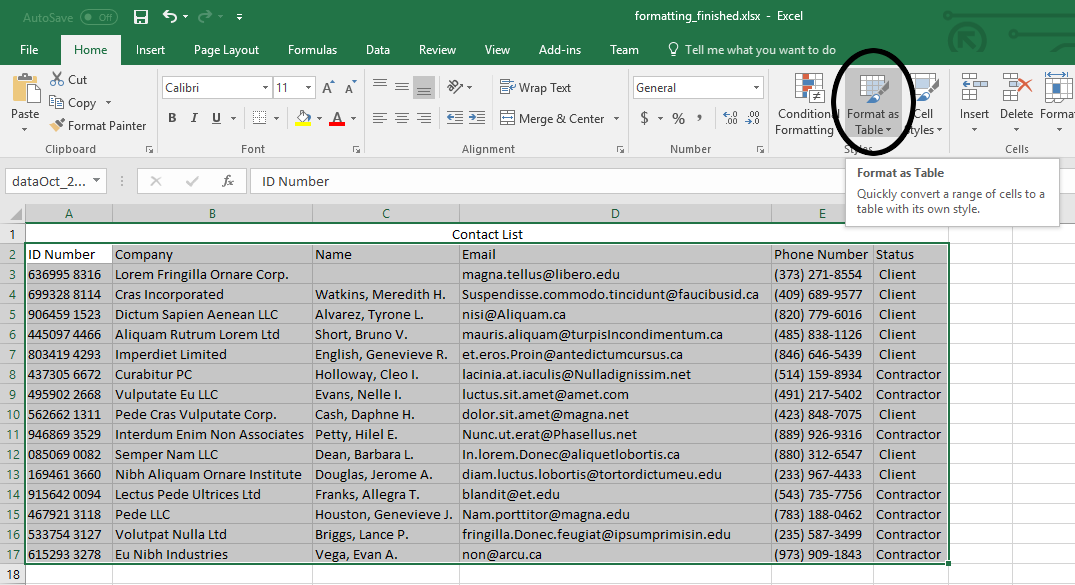 AutoSave Off
formatting_finished.xlsx - Excel
File Home Insert Page Layout Formulas Data Review View Add-ins Team Tell me what you want to do
Paste
Cut
Copy
Format Painter
Clipboard
Calibri 11
B I U A
Font
Wrap Text
Merge & Center
Alignment
General
$ % ,
Number
Conditional
Formatting
Format as
Table
Cell
Styles
Styles
Insert
Delete
Format
Cells
dataOct_2... fx ID Number
Format as Table
Quickly convert a range of cells to a
table with its own style.
A B C D E
1 Contact List
2 ID Number Company Name Email Phone Number Status
3 636995 8316 Lorem Fringilla Ornare Corp. magna.tellus@libero.edu (373) 271-8554 Client
4 699328 8114 Cras Incorporated Watkins, Meredith H. Suspendisse.commodo.tincidunt@faucibusid.ca (409) 689-9577 Client
5 906459 1523 Dictum Sapien Aenean LLC Alvarez, Tyrone L. nisi@Aliquam.ca (820) 779-6016 Client
6 445097 4466 Aliquam Rutrum Lorem Ltd Short, Bruno V. mauris.aliquam@turpisIncondimentum.ca (485) 838-1126 Client
7 803419 4293 Imperdiet Limited English, Genevieve R. et.eros.Proin@antedictumcursus.ca (846) 646-5439 Client
8 437305 6672 Curabitur PC Holloway, Cleo I. lacinia.at.iaculis@Nulladignissim.net (514) 159-8934 Contractor
9 495902 2668 Vulputate Eu LLC Evans, Nelle I. luctus.sit.amet@amet.com (491) 217-5402 Contractor
10 562662 1311 Pede Cras Vulputate Corp. Cash, Daphne H. dolor.sit.amet@magna.net (423) 848-7075 Client
11 946869 3529 Interdum Enim Non Associates Petty, Hilel E. Nunc.ut.erat@Phasellus.net (889) 926-9316 Contractor
12 085069 0082 Semper Nam LLC Dean, Barbara L. In.lorem.Donec@aliquetlobortis.ca (880) 312-6547 Client
13 169461 3660 Nibh Aliquam Ornare Institute Douglas, Jerome A. diam.luctus.lobortis@tortordictumeu.edu (233) 967-4433 Client
14 915642 0094 Lectus Pede Ultrices Ltd Franks, Allegra T. blandit@et.edu (543) 735-7756 Contractor
15 467921 3118 Pede LLC Houston, Genevieve J. Nam.porttitor@magna.edu (783) 188-0462 Contractor
16 533754 3127 Volutpat Nulla Ltd Briggs, Lance P. fringilla.Donec.feugiat@ipsumprimisin.edu (235) 587-3499 Contractor
17 615293 3278 Eu Nibh Industries Vega, Evan A. non@arcu.ca (973) 909-1843 Contractor
18